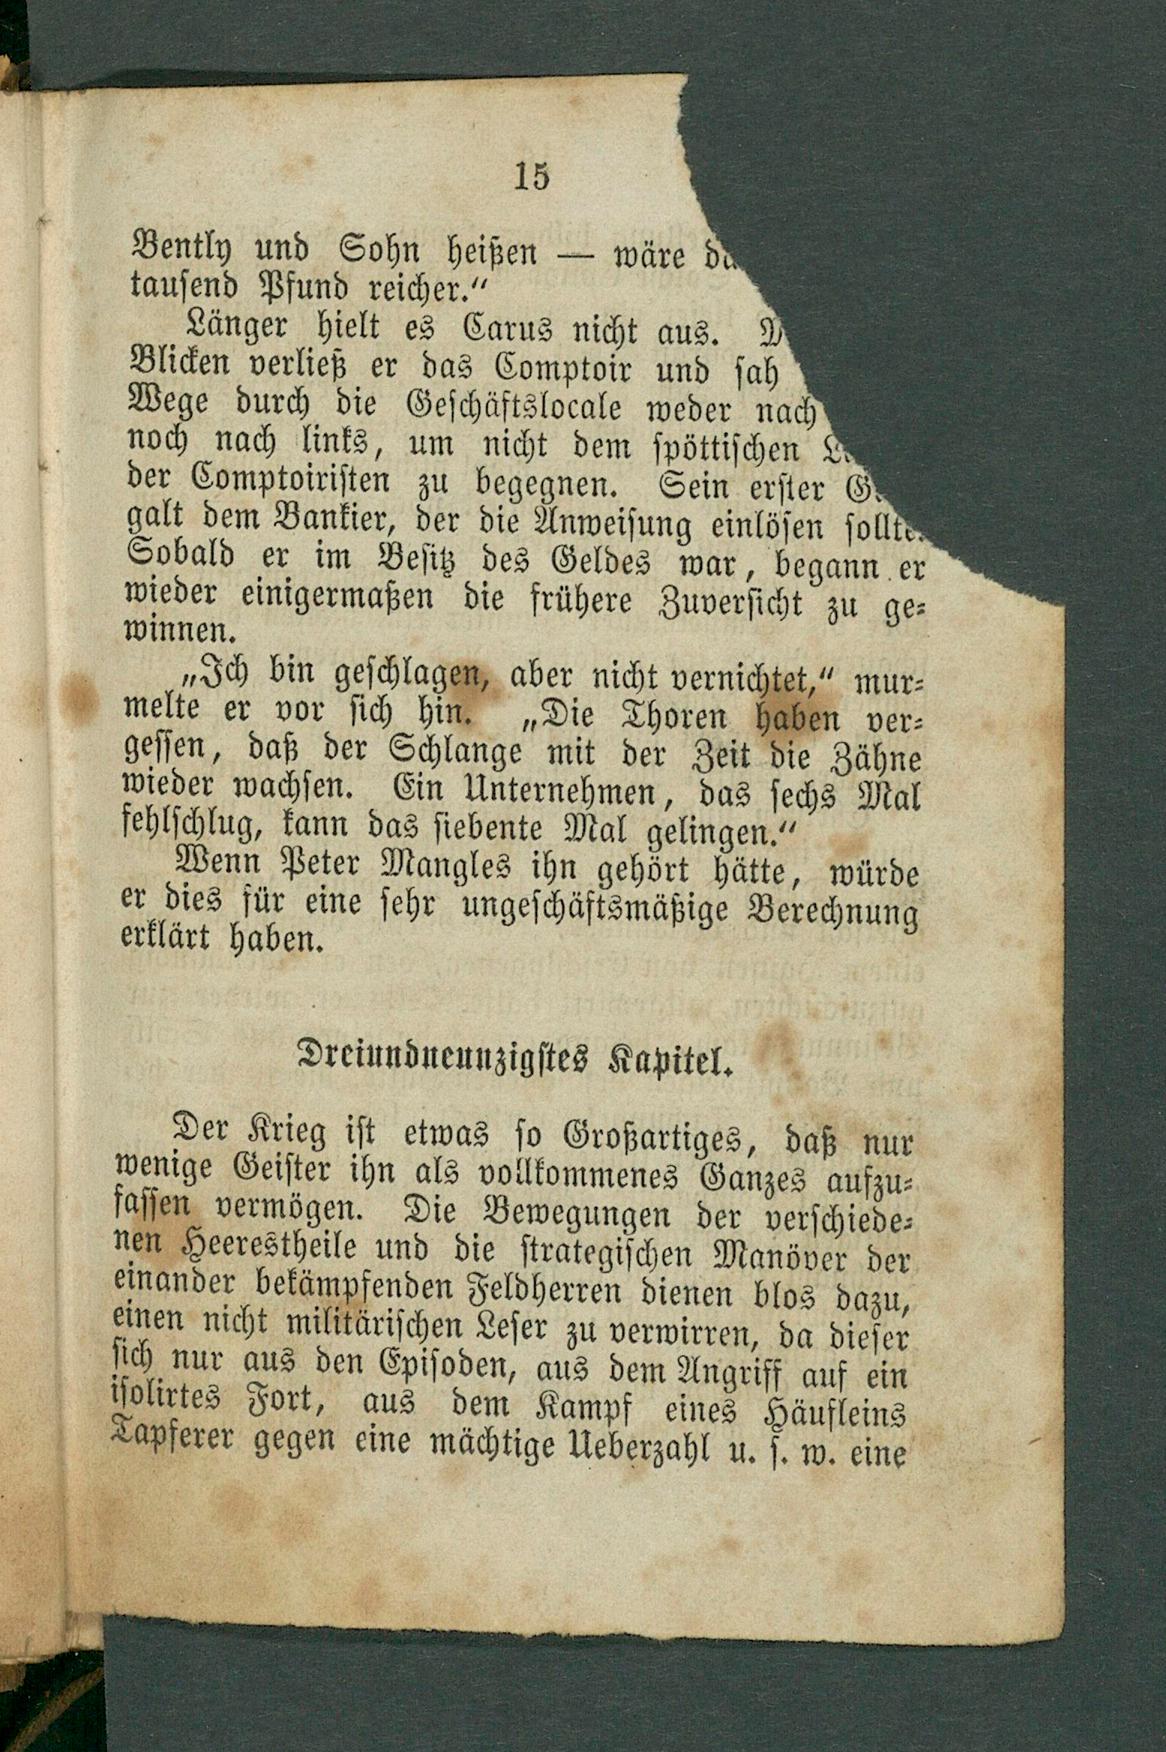 15
Bently und Sohn heißen — wäre
tausend Pfund reicher.“
Länger hielt es Carus nicht aus.
Blicken verließ er das Comptoir und sah
Wege durch die Geschäftslocale weder nach
noch nach links, um nicht dem spöttischen
der Comptoiristen zu begegnen. Sein erster
galt dem Bankier, der die Anweisung einlösen sollte.
Sobald er im Besitz des Geldes war, begann er
wieder einigermaßen die frühere Zuversicht zu ge-
winnen.
„Ich bin geschlagen, aber nicht vernichtet,“ mur-
melte er vor sich hin. „Die Thoren haben ver-
gessen, daß der Schlange mit der Zeit die Zähne
wieder wachsen. Ein Unternehmen, das sechs Mal
fehlschlug, kann das siebente Mal gelingen.“
Wenn Peter Mangles ihn gehört hätte, würde
er dies für eine sehr ungeschäftsmäßige Berechnung
erklärt haben.
Dreiundneunzigstes Kapitel.
Der Krieg ist etwas so Großartiges, daß nur
wenige Geister ihn als vollkommenes Ganzes aufzu-
fassen vermögen. Die Bewegungen der verschiede-
nen Heerestheile und die strategischen Manöver der
einander bekämpfenden Feldherren dienen blos dazu,
einen nicht militärischen Leser zu verwirren, da dieser
sich nur aus den Episoden, aus dem Angriff auf ein
isolirtes Fort, aus dem Kampf eines Häufleins
Tapferer gegen eine mächtige Ueberzahl u. s. w. eine